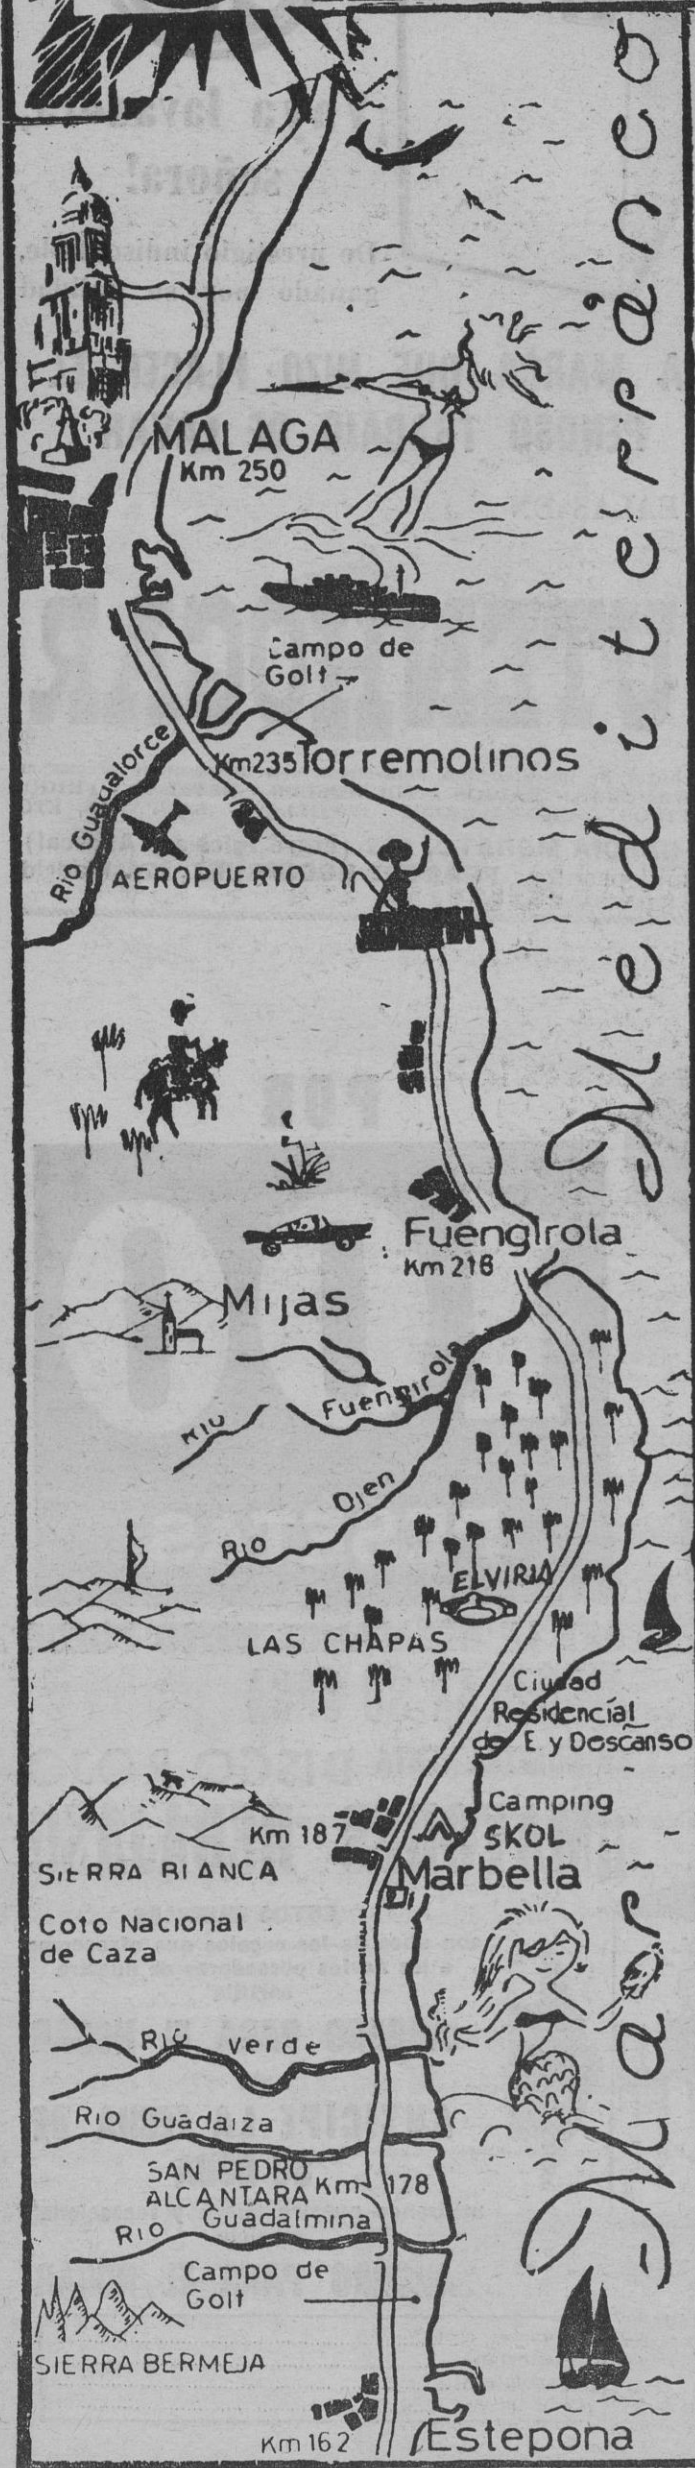 Mar Mediterráneo
MALAGA
Km 250
Campo de
Golf
Km 235 Torremolinos
Rio Guadalorce
AEROPUERTO
Fuengirola
Km 218
Mijas
Rio Fuengirola
Rio Ojen
ELVIRIA
LAS CHAPAS
Ciudad
Residencial
de E. y Descanso
Camping
SKOL
Km 187
Marbella
SIERRA BLANCA
Coto Nacional
de Caza
Rio Verde
Rio Guadaiza
SAN PEDRO
ALCANTARA Km 178
Rio Guadalmina
Campo de
Golf
SIERRA BERMEJA
Km 162
Estepona